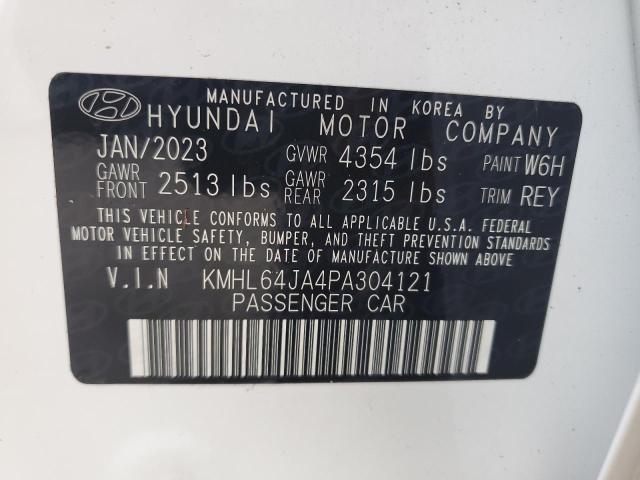 MANUFACTURED IN KOREA BY
HYUNDAI MOTOR COMPANY
JAN/2023 GVWR 4354 lbs PAINT W6H
GAWR FRONT 2513 lbs GAWR REAR 2315 lbs TRIM REY
THIS VEHICLE CONFORMS TO ALL APPLICABLE U.S.A. FEDERAL
MOTOR VEHICLE SAFETY, BUMPER, AND THEFT PREVENTION STANDARDS
IN EFFECT ON THE DATE OF MANUFACTURE SHOWN ABOVE.
V.I.N KMHL64JA4PA304121
PASSENGER CAR